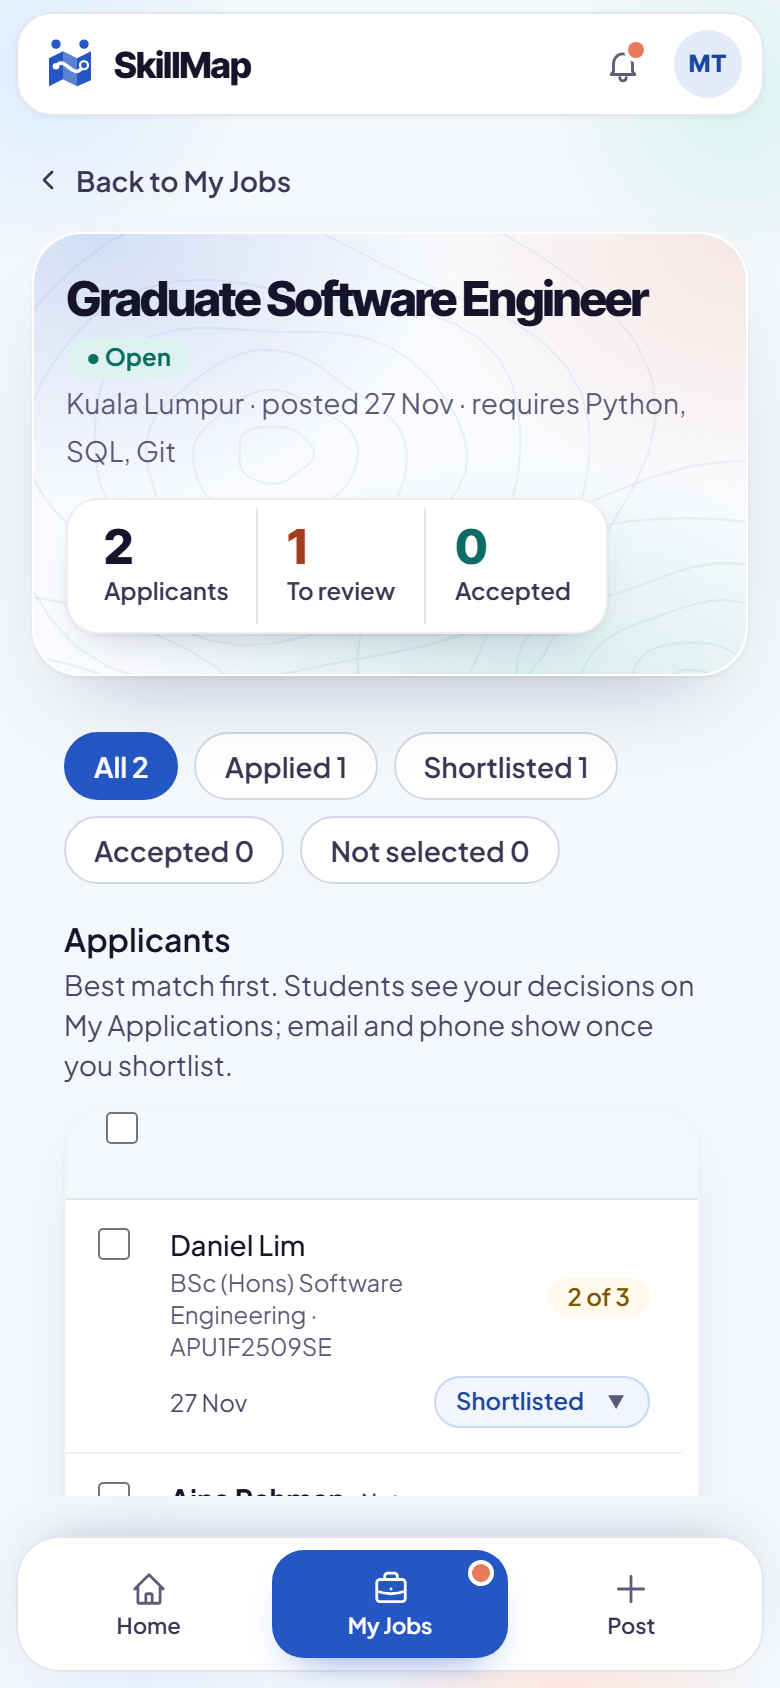 SkillMap
MT
Back to My Jobs
Graduate Software Engineer
• Open
Kuala Lumpur · posted 27 Nov · requires Python,
SQL, Git
2
Applicants
1
To review
0
Accepted
All 2
Applied 1
Shortlisted 1
Accepted 0
Not selected 0
Applicants
Best match first. Students see your decisions on
My Applications; email and phone show once
you shortlist.
Daniel Lim
BSc (Hons) Software
Engineering ·
APU1F2509SE
2 of 3
27 Nov
Shortlisted ▼
Home
My Jobs
Post